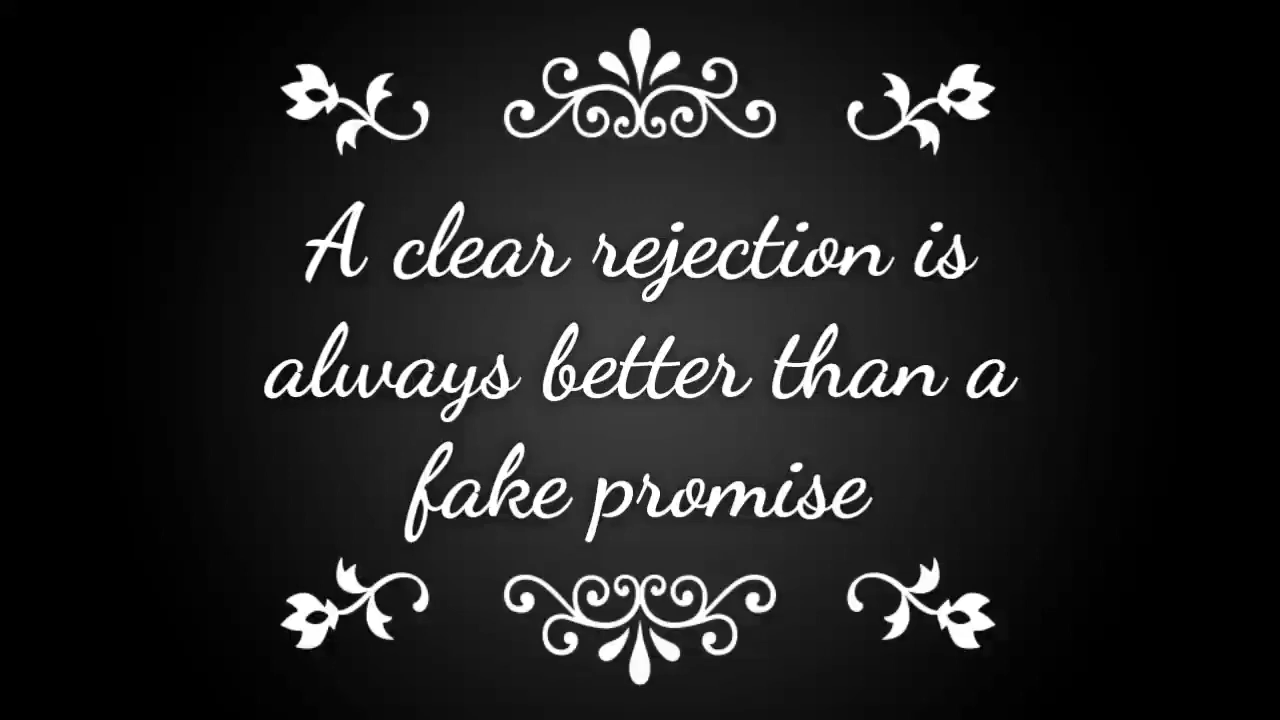 A clear rejection is
always better than a
fake promise